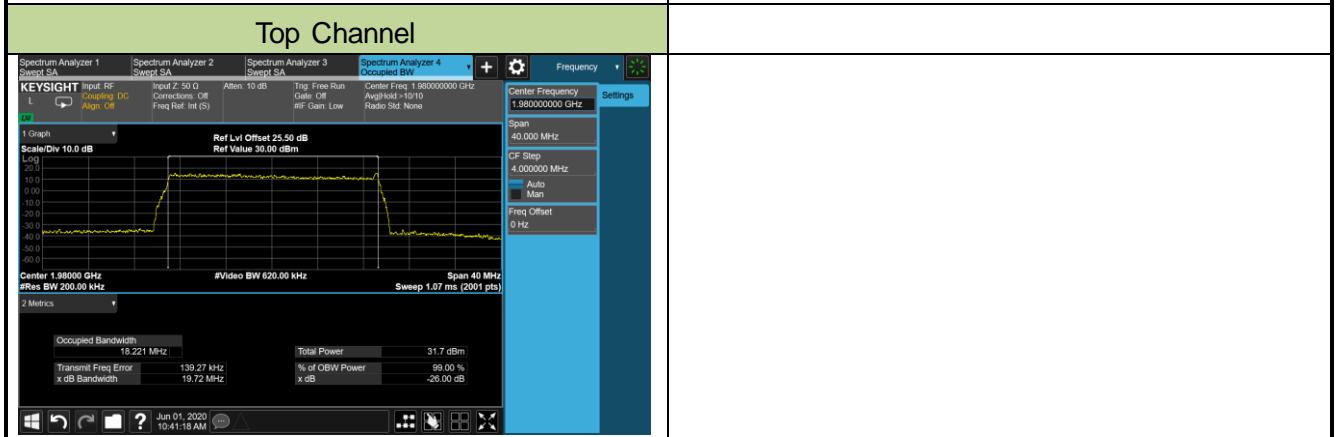 Top Channel
Spectrum Analyzer 1 Spectrum Analyzer 2 Spectrum Analyzer 3 Spectrum Analyzer 4 Frequency
Swept SA Swept SA Swept SA Occupied BW +
KEYSIGHT Input: RF Input Z: 50 Ω Atten: 10 dB Trig: Free Run Center Freq: 1.980000000 GHz
L Coupling: DC Corrections: Off Gate: Off Avg|Hold:>10/10
Align: Off Freq Ref: Int (S) #IF Gain: Low Radio Std: None
Center Frequency Settings
1.980000000 GHz
Span
40.000 MHz
CF Step
4.000000 MHz
Auto
Man
Freq Offset
0 Hz
1 Graph Ref Lvl Offset 25.50 dB
Scale/Div 10.0 dB Ref Value 30.00 dBm
Log
20.0
10.0
0.00
-10.0
-20.0
-30.0
-40.0
-50.0
-60.0
Center 1.98000 GHz #Video BW 620.00 kHz Span 40 MHz
#Res BW 200.00 kHz Sweep 1.07 ms (2001 pts)
2 Metrics
Occupied Bandwidth
18.221 MHz Total Power 31.7 dBm
Transmit Freq Error 139.27 kHz % of OBW Power 99.00 %
x dB Bandwidth 19.72 MHz x dB -26.00 dB
? Jun 01, 2020
10:41:18 AM